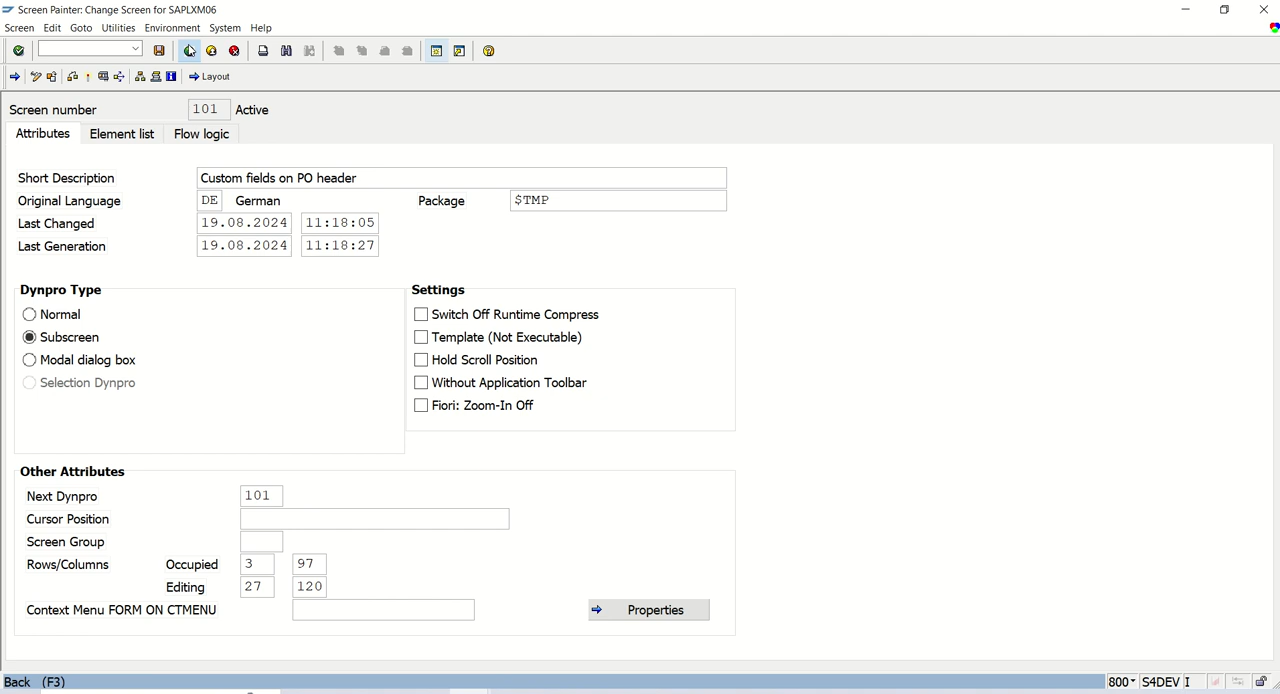 Screen Painter: Change Screen for SAPLXM06
Screen Edit Goto Utilities Environment System Help
Layout
Screen number 101 Active
Attributes Element list Flow logic
Short Description Custom fields on PO header
Original Language DE German Package $TMP
Last Changed 19.08.2024 11:18:05
Last Generation 19.08.2024 11:18:27
Dynpro Type Settings
Normal Switch Off Runtime Compress
Subscreen Template (Not Executable)
Modal dialog box Hold Scroll Position
Selection Dynpro Without Application Toolbar
Fiori: Zoom-In Off
Other Attributes
Next Dynpro 101
Cursor Position
Screen Group
Rows/Columns Occupied 3 97
Editing 27 120
Context Menu FORM ON CTMENU Properties
Back (F3) 800 S4DEV I